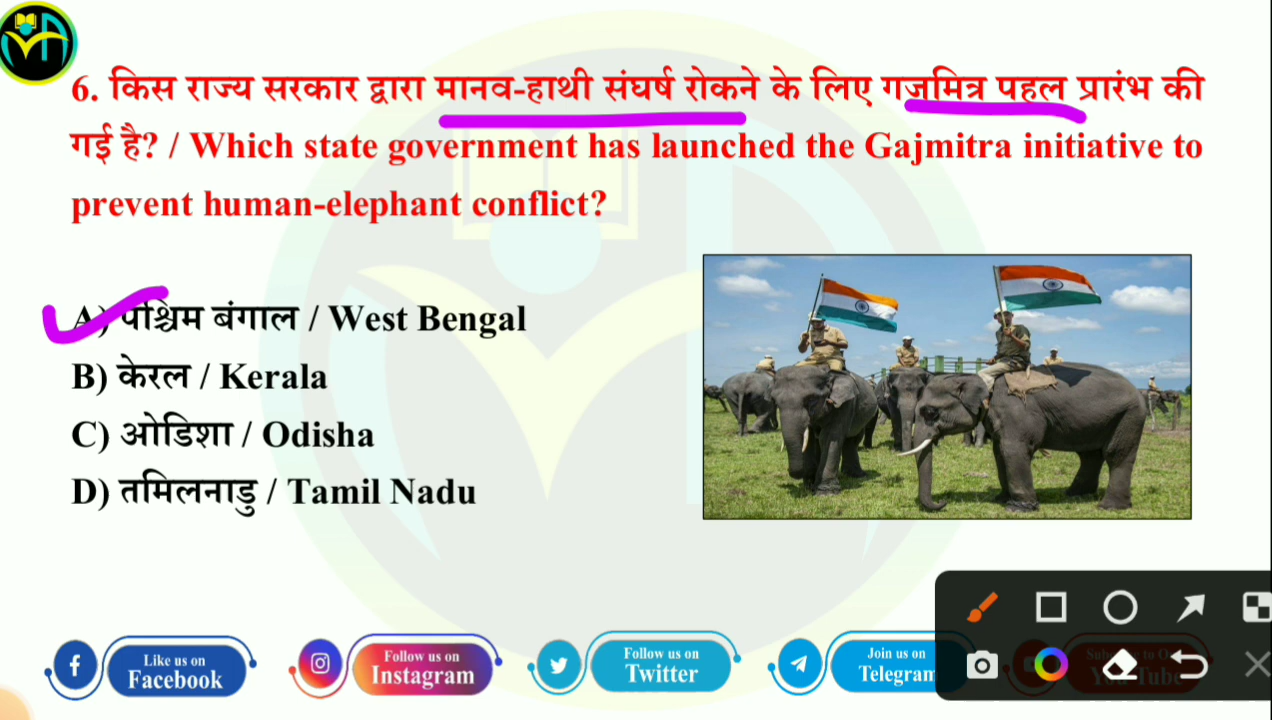 6. किस राज्य सरकार द्वारा मानव-हाथी संघर्ष रोकने के लिए गजमित्र पहल प्रारंभ की
गई है? / Which state government has launched the Gajmitra initiative to
prevent human-elephant conflict?
A) पश्चिम बंगाल / West Bengal
B) केरल / Kerala
C) ओडिशा / Odisha
D) तमिलनाडु / Tamil Nadu
Like us on
Facebook
Follow us on
Instagram
Follow us on
Twitter
Join us on
Telegram
You Tube